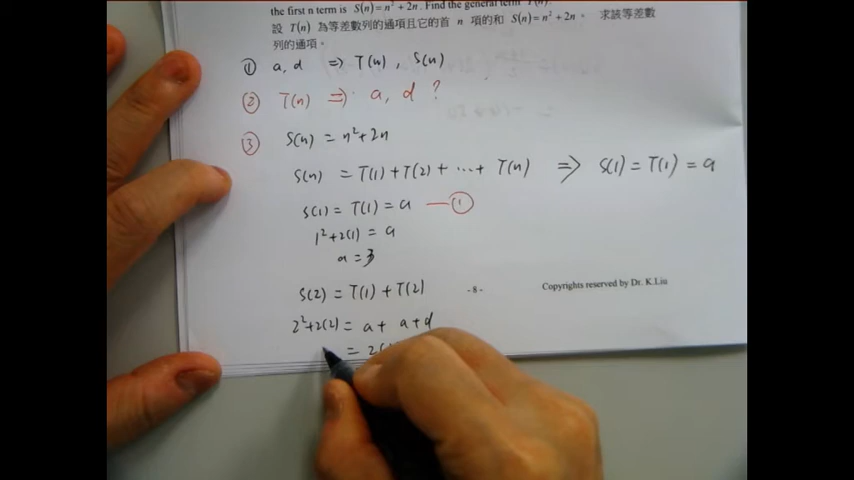 the first n term is S(n)=n²+2n. Find the general term T(n).
設 T(n) 為等差數列的通項且它的首 n 項的和 S(n)=n²+2n。 求該等差數
列的通項。
① a, d ⇒ T(n), S(n)
② T(n) ⇒ a, d ?
③ S(n) = n²+2n
S(n) = T(1)+T(2)+ ... + T(n) ⇒ S(1) = T(1) = a
S(1) = T(1) = a —①
1²+2(1) = a
a = 3
S(2) = T(1) + T(2)
- 8 -
Copyrights reserved by Dr. K.Liu
2²+2(2) = a + a+d
= 2(